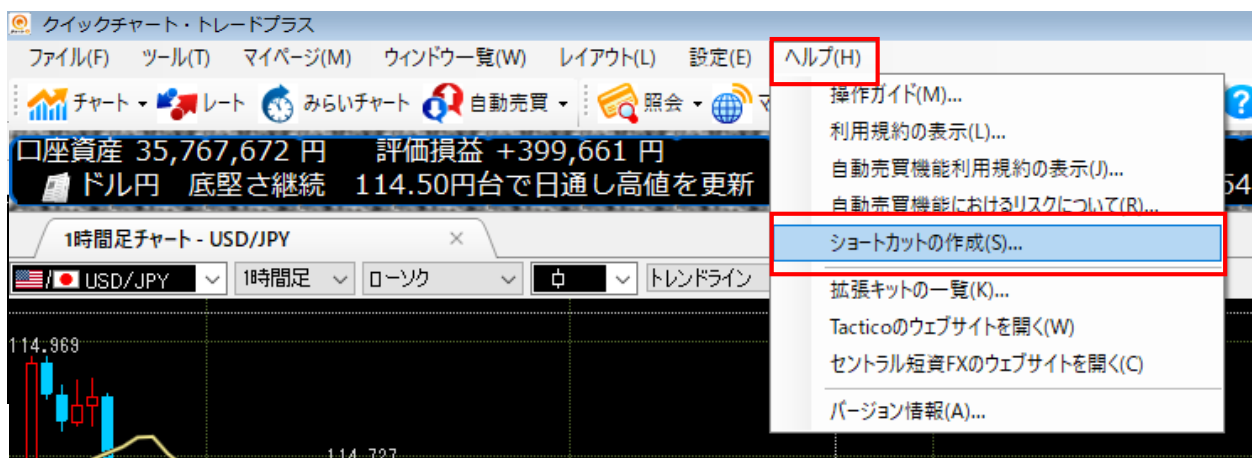 クイックチャート・トレードプラス
ファイル(F) ツール(T) マイページ(M) ウィンドウ一覧(W) レイアウト(L) 設定(E) ヘルプ(H)
チャート レート みらいチャート 自動売買 照会
口座資産 35,767,672 円 評価損益 +399,661 円
ドル円 底堅さ継続 114.50円台で日通し高値を更新
54
1時間足チャート - USD/JPY ×
USD/JPY 1時間足 ローソク トレンドライン
114.969
114.727
操作ガイド(M)...
利用規約の表示(L)...
自動売買機能利用規約の表示(J)...
自動売買機能におけるリスクについて(R)...
ショートカットの作成(S)...
拡張キットの一覧(K)...
Tacticoのウェブサイトを開く(W)
セントラル短資FXのウェブサイトを開く(C)
バージョン情報(A)...